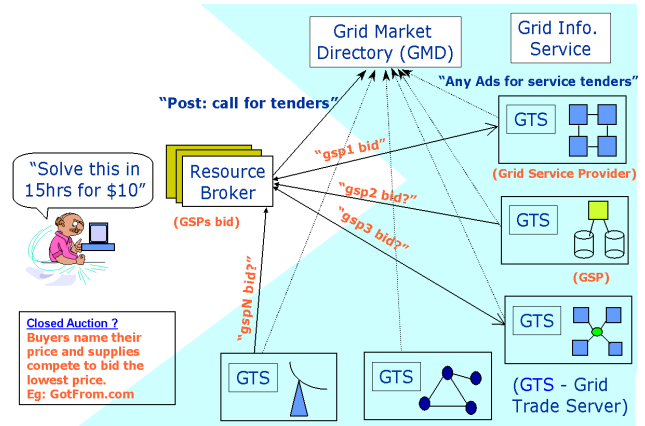 Grid Market
Directory (GMD)
Grid Info.
Service
“Post: call for tenders”
“Any Ads for service tenders”
GTS
(Grid Service Provider)
“gsp1 bid”
“Solve this in
15hrs for $10”
Resource
Broker
(GSPs bid)
“gsp2 bid?”
“gsp3 bid?”
GTS
(GSP)
“gspN bid?”
GTS
Closed Auction ?
Buyers name their
price and supplies
compete to bid the
lowest price.
Eg: GotFrom.com
GTS
GTS
(GTS - Grid
Trade Server)